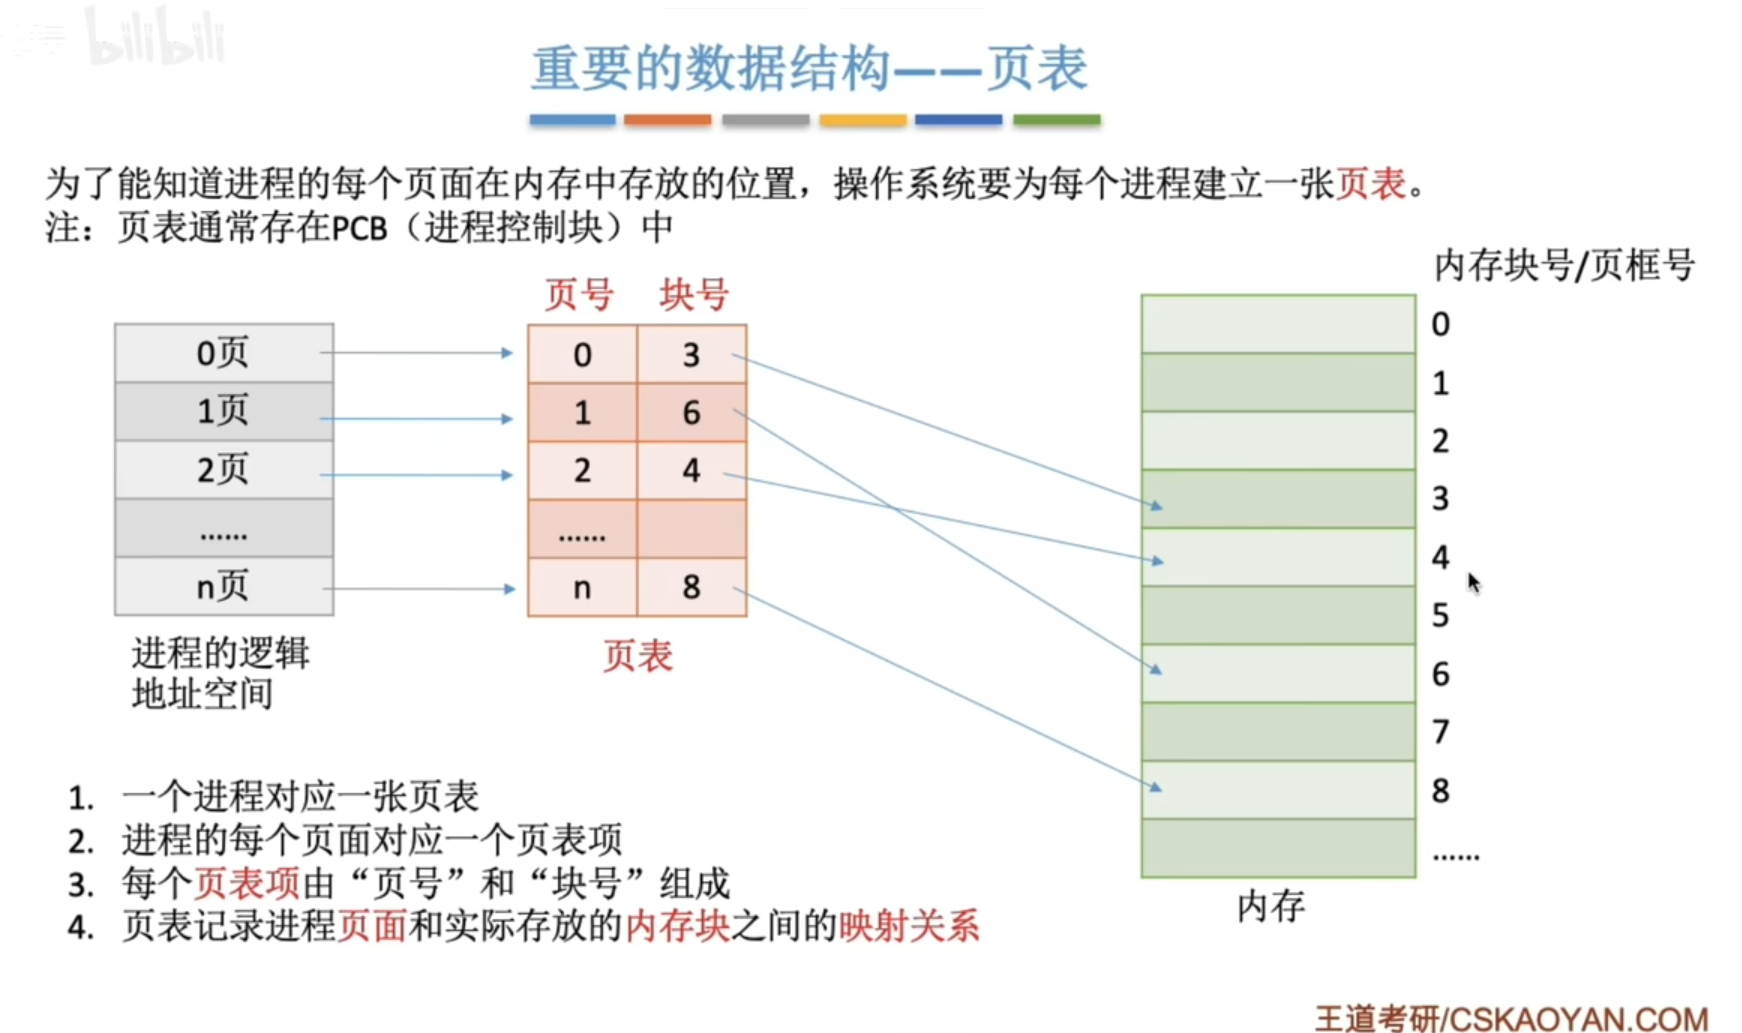 bilibili
重要的数据结构——页表
为了能知道进程的每个页面在内存中存放的位置，操作系统要为每个进程建立一张页表。
注：页表通常存在PCB（进程控制块）中
内存块号/页框号
页号 块号
0页
1页
2页
……
n页
进程的逻辑
地址空间
0 3
1 6
2 4
……
n 8
页表
0
1
2
3
4
5
6
7
8
……
内存
1. 一个进程对应一张页表
2. 进程的每个页面对应一个页表项
3. 每个页表项由“页号”和“块号”组成
4. 页表记录进程页面和实际存放的内存块之间的映射关系
王道考研/CSKAOYAN.COM